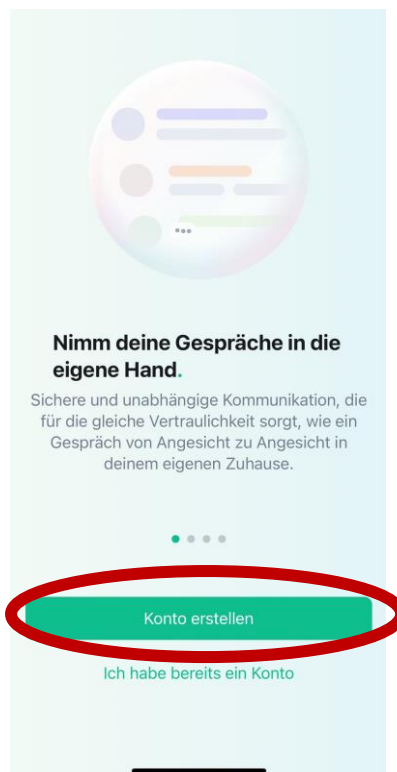 Nimm deine Gespräche in die
eigene Hand.
Sichere und unabhängige Kommunikation, die
für die gleiche Vertraulichkeit sorgt, wie ein
Gespräch von Angesicht zu Angesicht in
deinem eigenen Zuhause.
Konto erstellen
Ich habe bereits ein Konto